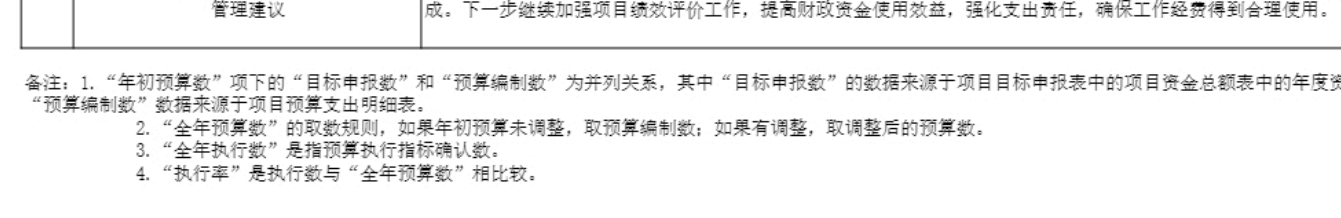 管理建议
成。下一步继续加强项目绩效评价工作，提高财政资金使用效益，强化支出责任，确保工作经费得到合理使用。
备注：1.“年初预算数”项下的“目标申报数”和“预算编制数”为并列关系，其中“目标申报数”的数据来源于项目目标申报表中的项目资金总额表中的年度资
“预算编制数”数据来源于项目预算支出明细表。
2.“全年预算数”的取数规则，如果年初预算未调整，取预算编制数；如果有调整，取调整后的预算数。
3.“全年执行数”是指预算执行指标确认数。
4.“执行率”是执行数与“全年预算数”相比较。